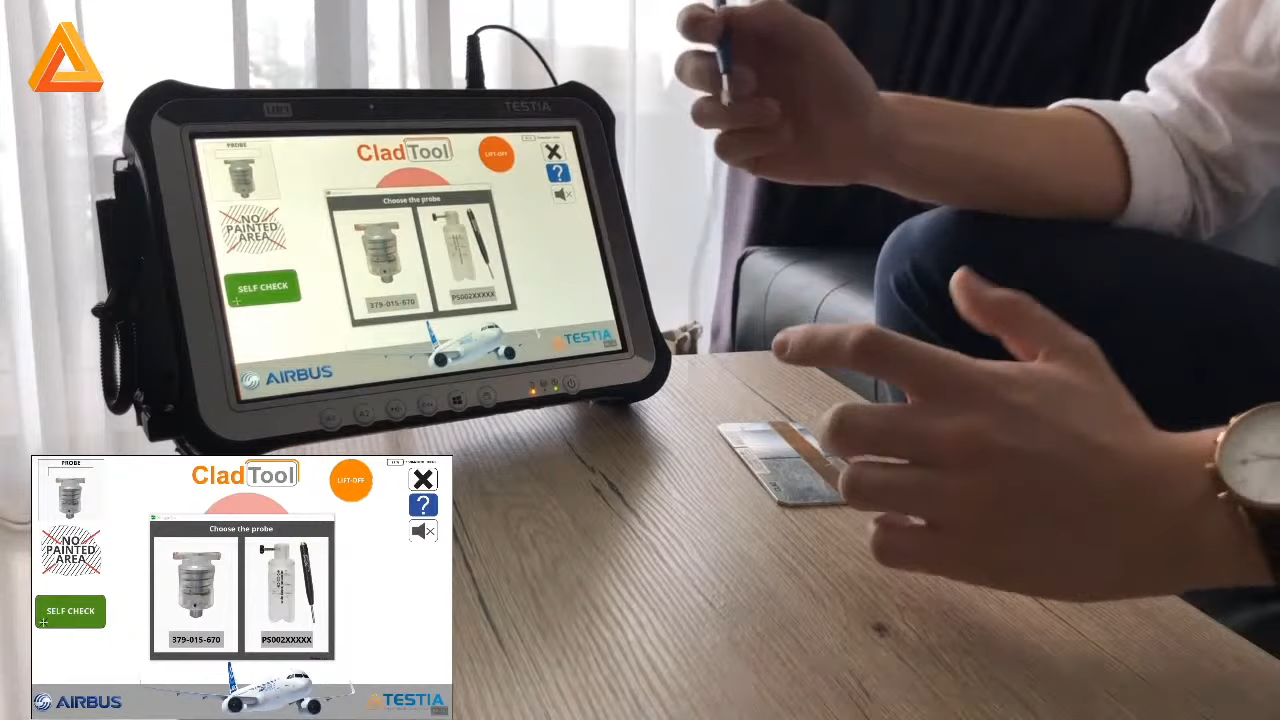 TESTIA
PROBE
CladTool
LIFT-OFF
NO
PAINTED
AREA
SELF CHECK
Choose the probe
379-015-670
PS002XXXXX
?
AIRBUS
TESTIA
PROBE
CladTool
LIFT-OFF
NO
PAINTED
AREA
SELF CHECK
Choose the probe
379-015-670
PS002XXXXX
?
AIRBUS
TESTIA